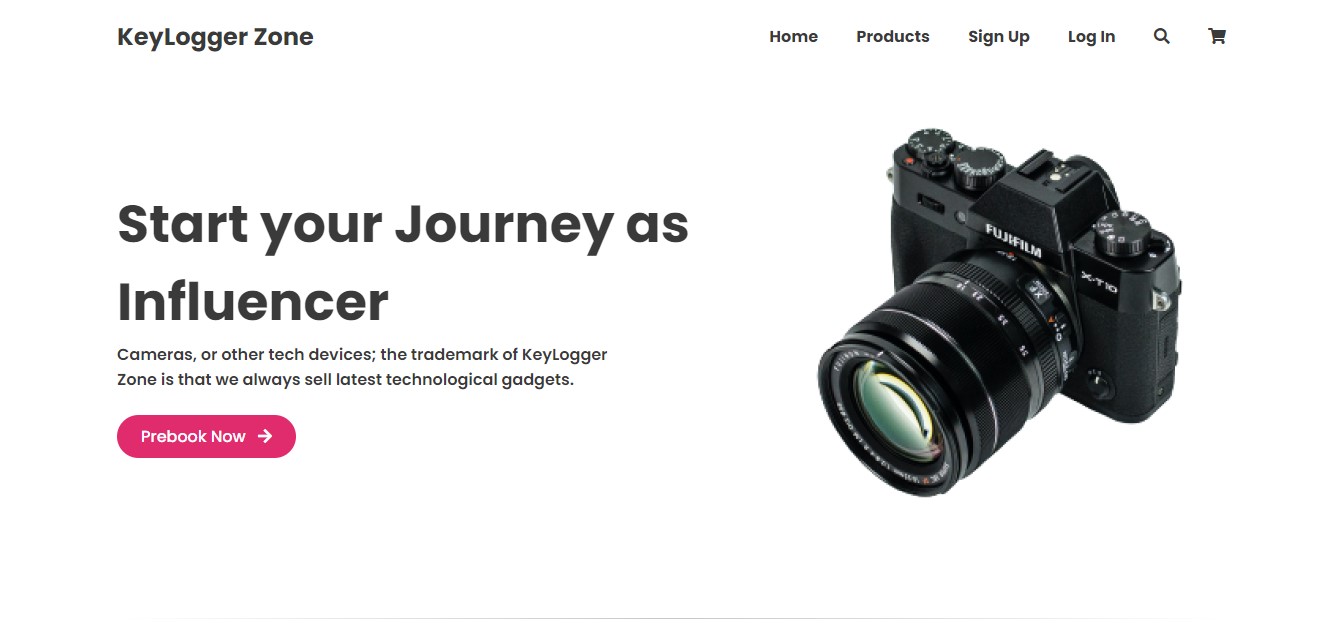 KeyLogger Zone
Home Products Sign Up Log In
Start your Journey as
Influencer
Cameras, or other tech devices; the trademark of KeyLogger
Zone is that we always sell latest technological gadgets.
Prebook Now
FUJIFILM
X-T10